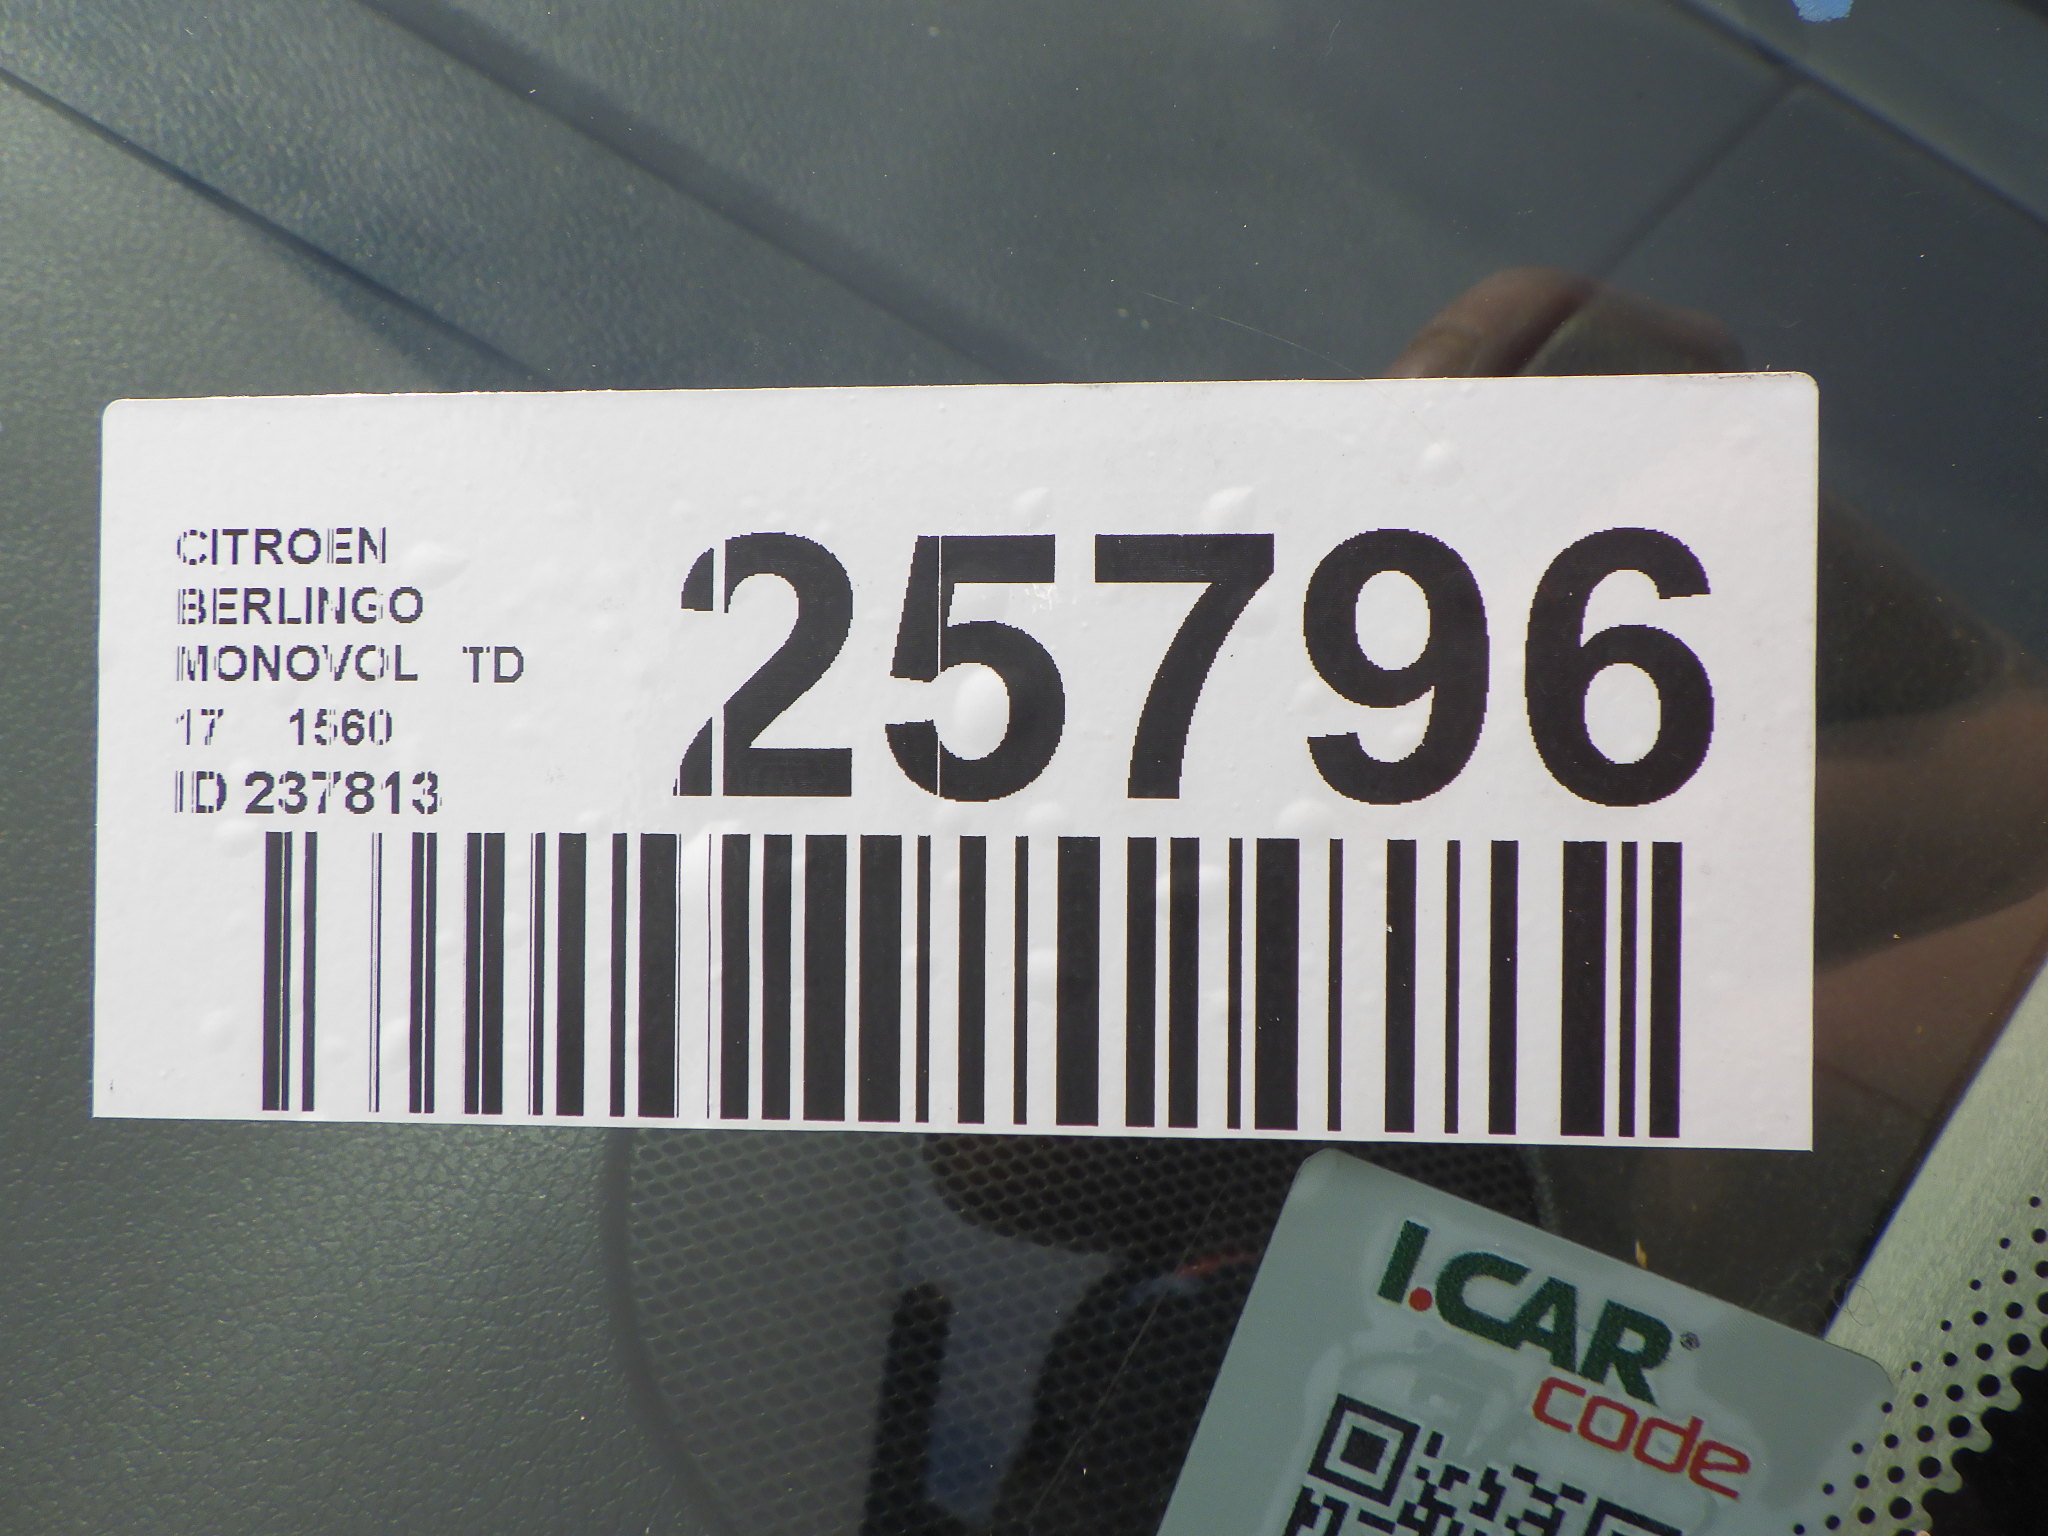 CITROEN
BERLINGO
MONOVOL TD
17 1560
ID 237813
25796
I.CAR®
code